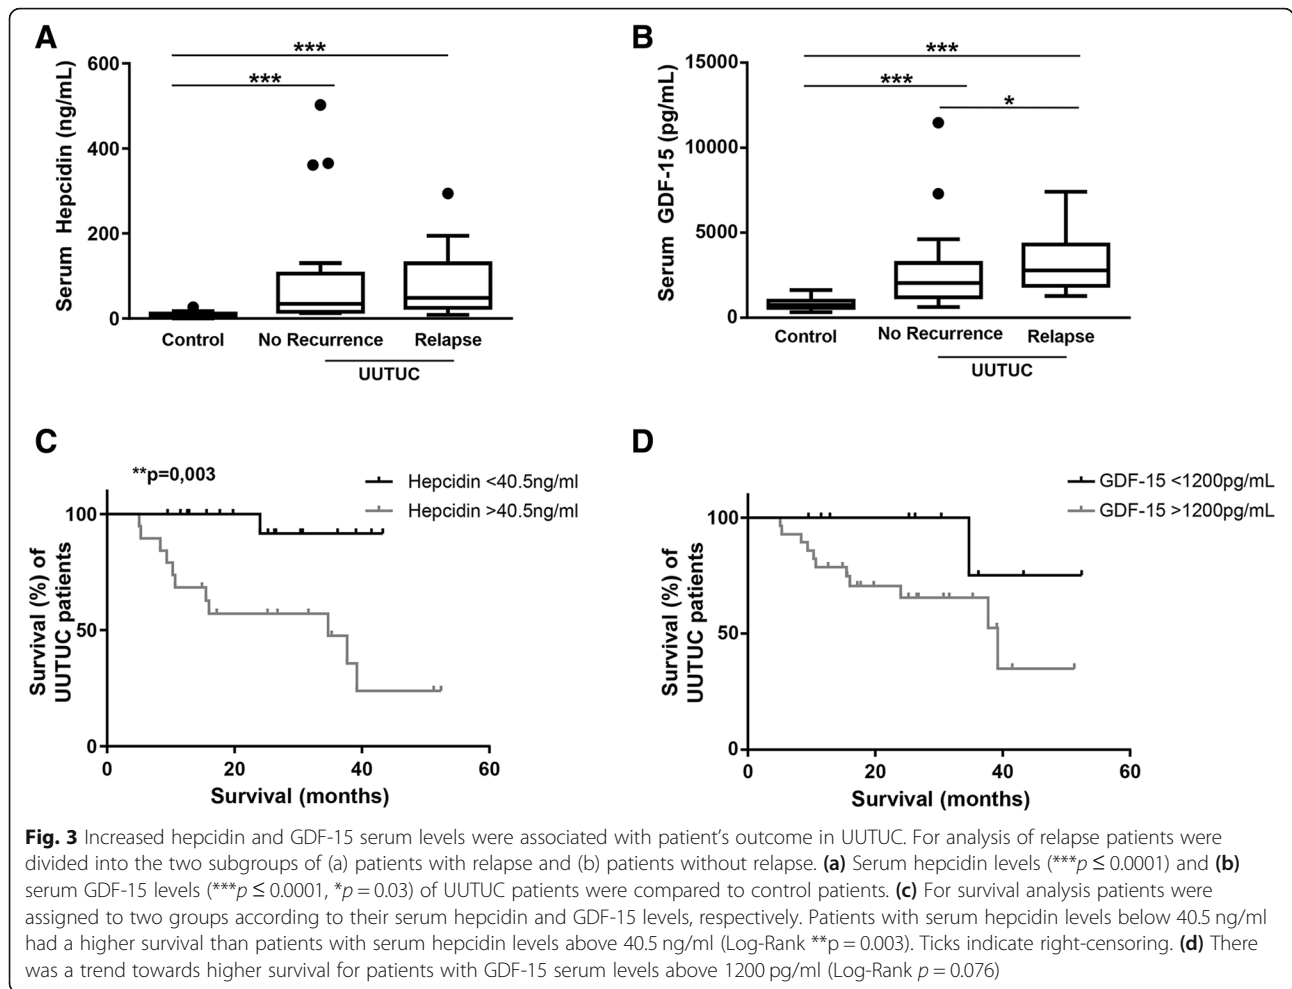 A
***
***
600
400
200
0
Serum Hepcidin (ng/mL)
Control
No Recurrence
Relapse
UUTUC
B
***
***
*
15000
10000
5000
0
Serum GDF-15 (pg/mL)
Control
No Recurrence
Relapse
UUTUC
C
**p=0,003
Hepcidin <40.5ng/ml
Hepcidin >40.5ng/ml
100
50
0
Survival (%) of
UUTUC patients
0 20 40 60
Survival (months)
D
GDF-15 <1200pg/mL
GDF-15 >1200pg/mL
100
50
0
Survival (%) of
UUTUC patients
0 20 40 60
Survival (months)
Fig. 3 Increased hepcidin and GDF-15 serum levels were associated with patient's outcome in UUTUC. For analysis of relapse patients were
divided into the two subgroups of (a) patients with relapse and (b) patients without relapse. (a) Serum hepcidin levels (***p ≤ 0.0001) and (b)
serum GDF-15 levels (***p ≤ 0.0001, *p = 0.03) of UUTUC patients were compared to control patients. (c) For survival analysis patients were
assigned to two groups according to their serum hepcidin and GDF-15 levels, respectively. Patients with serum hepcidin levels below 40.5 ng/ml
had a higher survival than patients with serum hepcidin levels above 40.5 ng/ml (Log-Rank **p = 0.003). Ticks indicate right-censoring. (d) There
was a trend towards higher survival for patients with GDF-15 serum levels above 1200 pg/ml (Log-Rank p = 0.076)